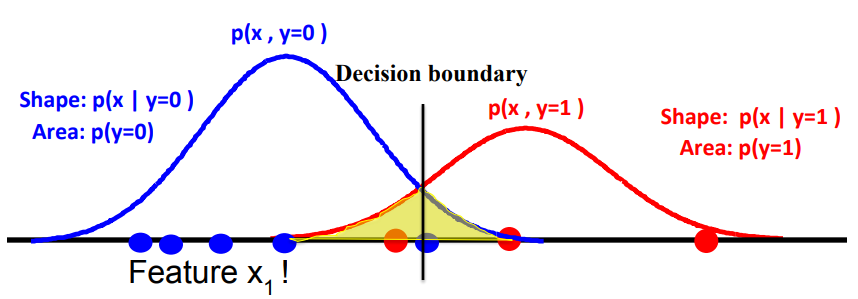 p(x , y=0 )
Decision boundary
Shape: p(x | y=0 )
Area: p(y=0)
p(x , y=1 )
Shape:  p(x | y=1 )
Area: p(y=1)
Feature x1 !